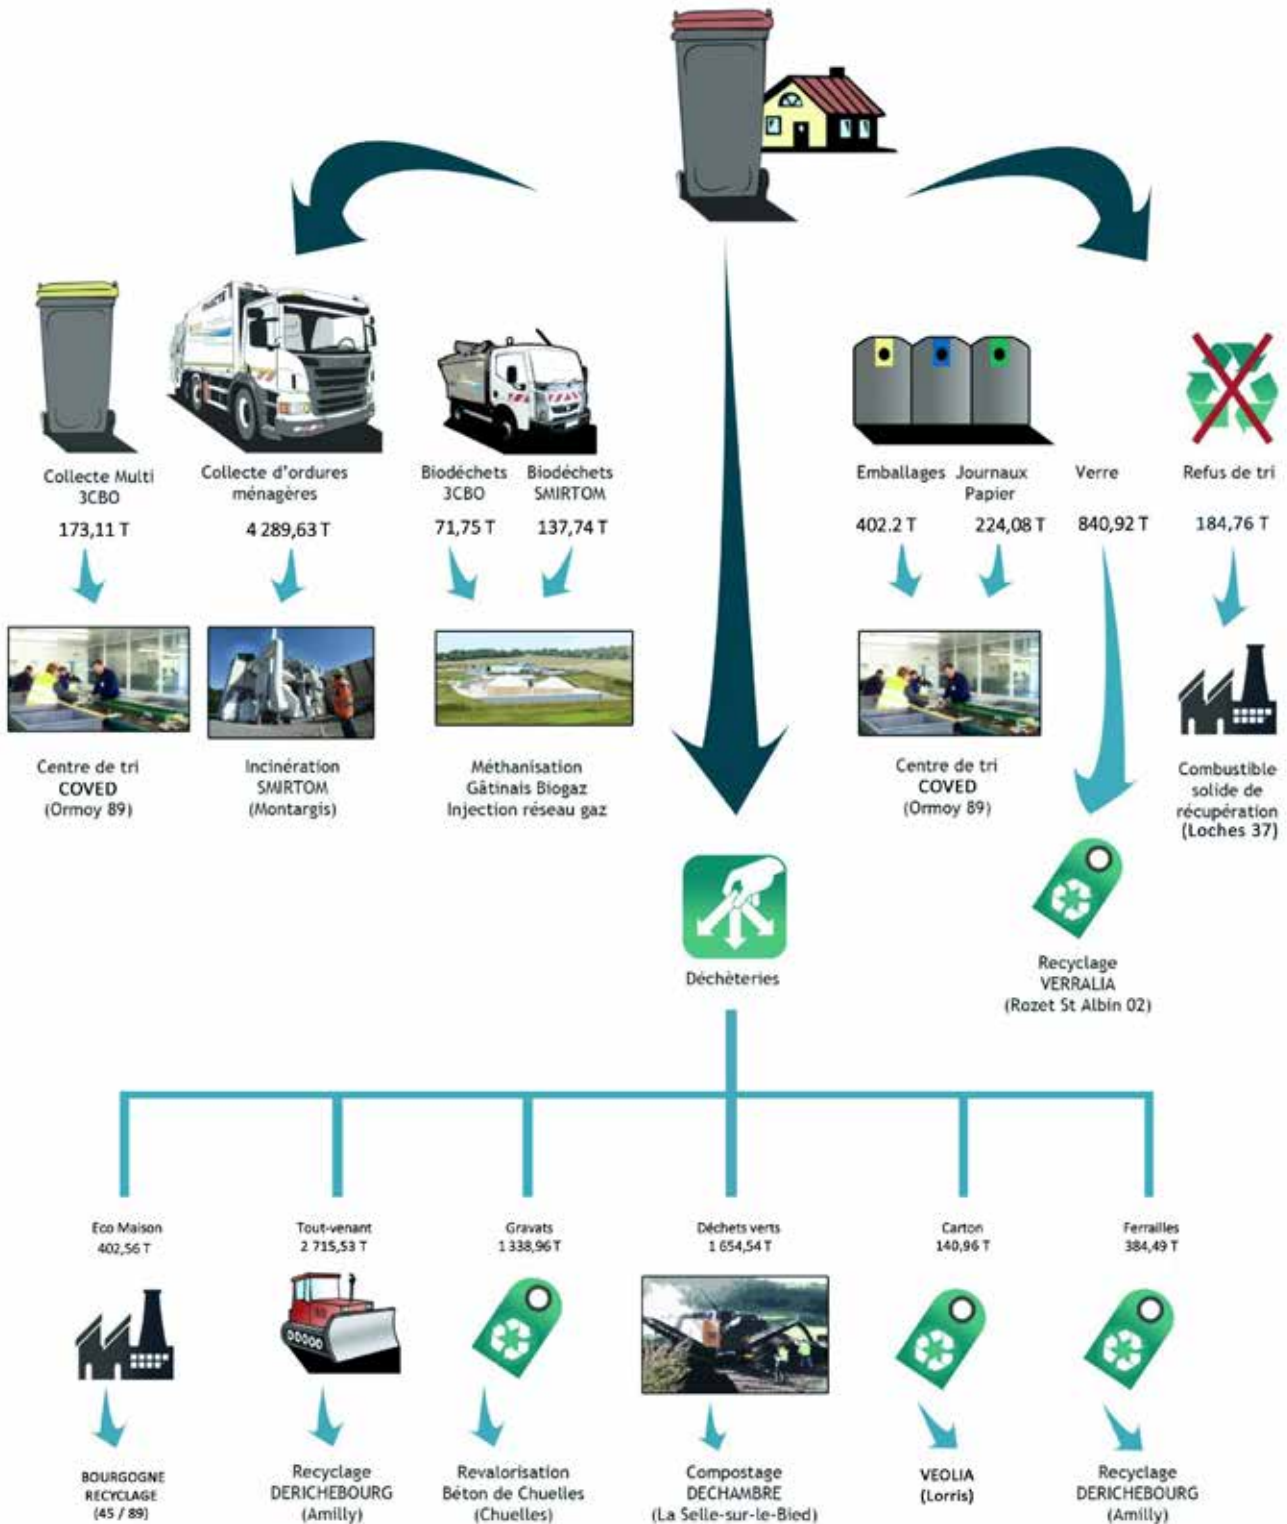 Collecte Multi
3CBO
173,11 T
Collecte d'ordures
ménagères
4 289,63 T
Biodéchets
3CBO
71,75 T
Biodéchets
SMIRTOM
137,74 T
Emballages
402.2 T
Journaux
Papier
224,08 T
Verre
840,92 T
Refus de tri
184,76 T
Centre de tri
COVED
(Ormoy 89)
Incinération
SMIRTOM
(Montargis)
Méthanisation
Gâtinais Biogaz
Injection réseau gaz
Centre de tri
COVED
(Ormoy 89)
Combustible
solide de
récupération
(Loches 37)
Recyclage
VERRALIA
(Rozet St Albin 02)
Déchèteries
Eco Maison
402,56 T
Tout-venant
2 715,53 T
Gravats
1 338,96 T
Déchets verts
1 654,54 T
Carton
140,96 T
Ferrailles
384,49 T
BOURGOGNE
RECYCLAGE
(45 / 89)
Recyclage
DERICHEBOURG
(Amilly)
Revalorisation
Béton de Chuelles
(Chuelles)
Compostage
DECHAMBRE
(La Selle-sur-le-Bied)
VEOLIA
(Lorris)
Recyclage
DERICHEBOURG
(Amilly)